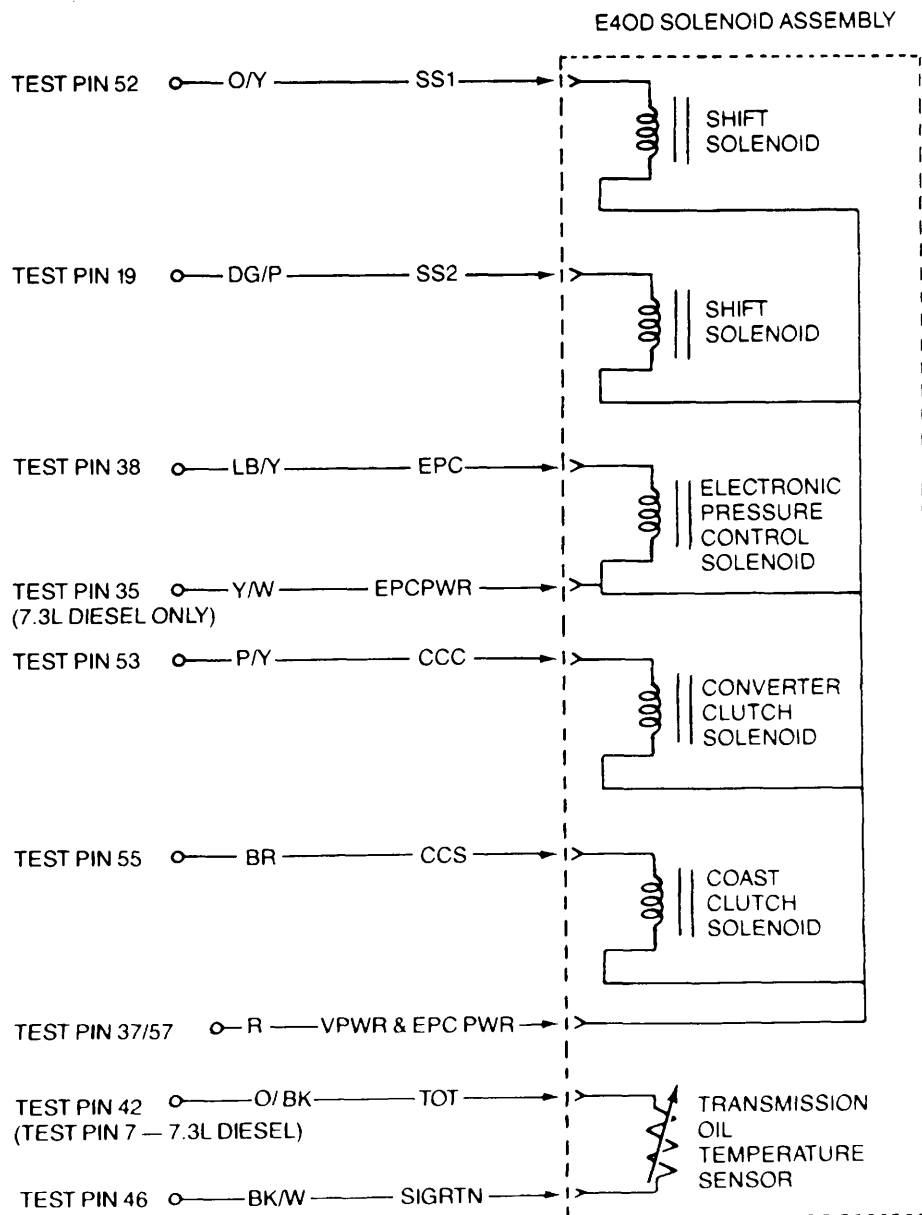 E4OD SOLENOID ASSEMBLY
TEST PIN 52 O/Y SS1
SHIFT
SOLENOID
TEST PIN 19 DG/P SS2
SHIFT
SOLENOID
TEST PIN 38 LB/Y EPC
ELECTRONIC
PRESSURE
CONTROL
SOLENOID
TEST PIN 35 Y/W EPCPWR
(7.3L DIESEL ONLY)
TEST PIN 53 P/Y CCC
CONVERTER
CLUTCH
SOLENOID
TEST PIN 55 BR CCS
COAST
CLUTCH
SOLENOID
TEST PIN 37/57 R VPWR & EPC PWR
TEST PIN 42 O/BK TOT
(TEST PIN 7 — 7.3L DIESEL)
TRANSMISSION
OIL
TEMPERATURE
SENSOR
TEST PIN 46 BK/W SIGRTN